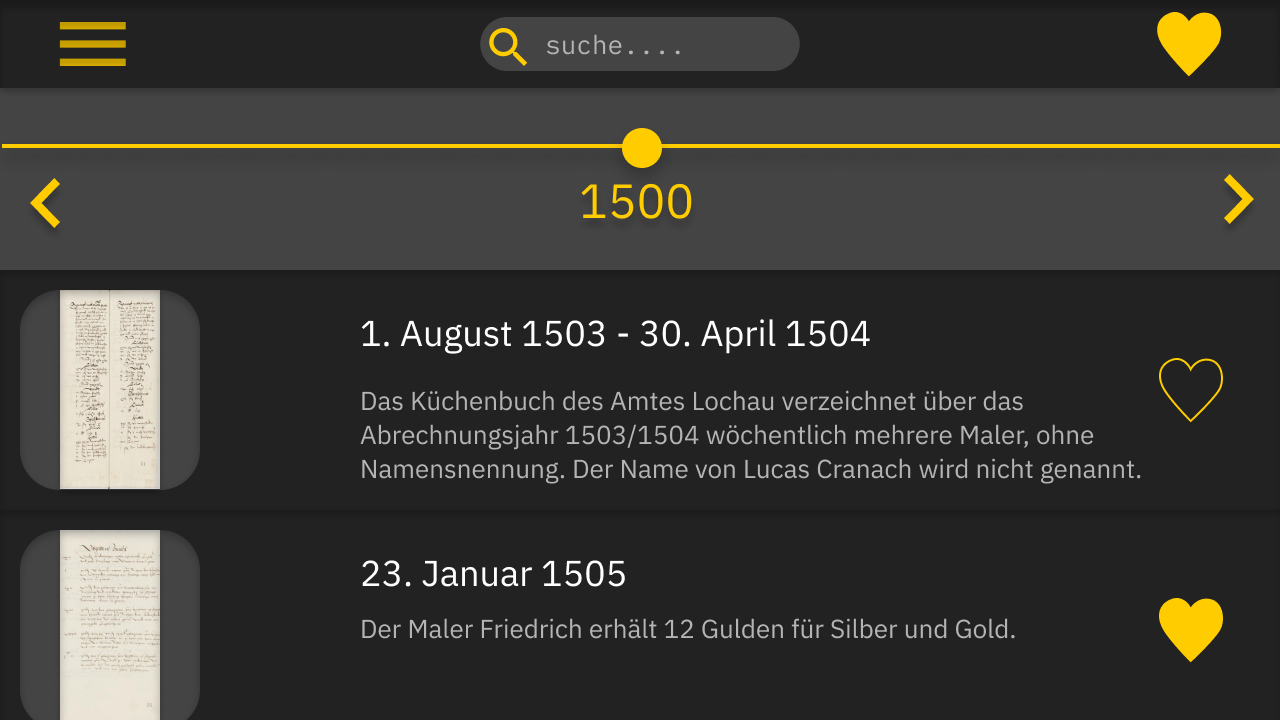 suche....
1500
1. August 1503 - 30. April 1504
Das Küchenbuch des Amtes Lochau verzeichnet über das
Abrechnungsjahr 1503/1504 wöchentlich mehrere Maler, ohne
Namensnennung. Der Name von Lucas Cranach wird nicht genannt.
23. Januar 1505
Der Maler Friedrich erhält 12 Gulden für Silber und Gold.